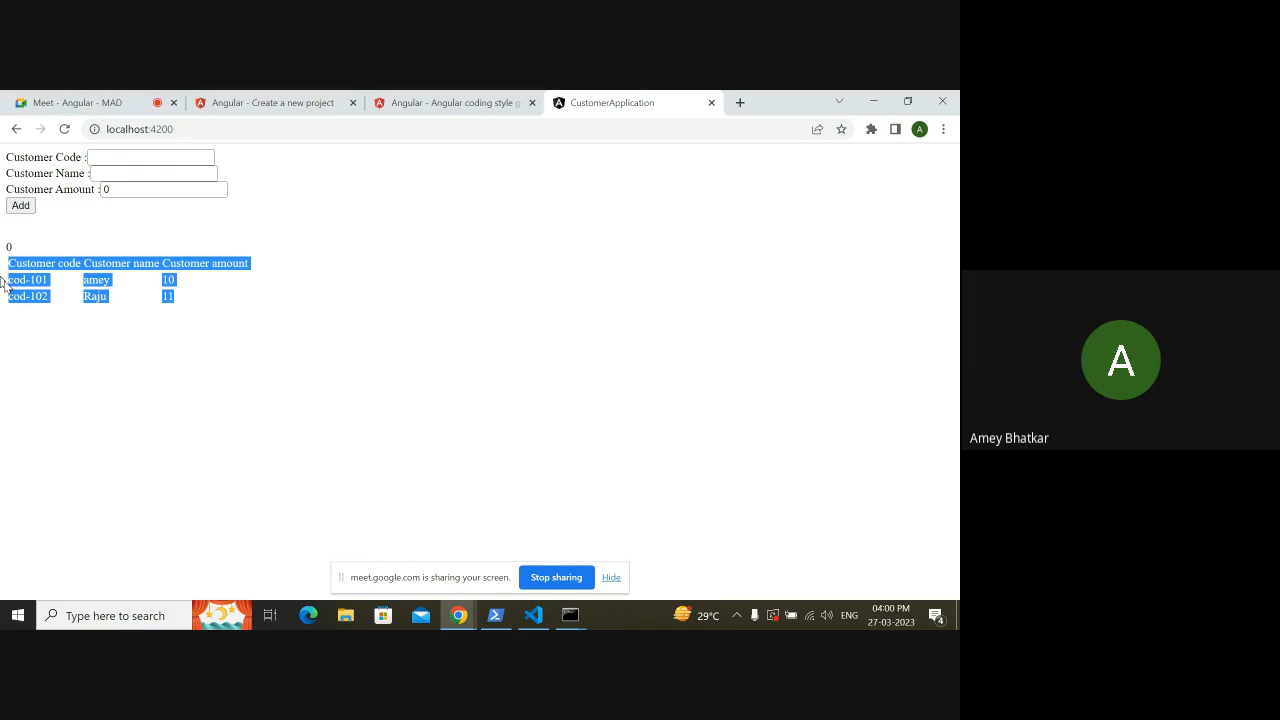 Meet - Angular - MAD
Angular - Create a new project
Angular - Angular coding style g
CustomerApplication
localhost:4200
A
Customer Code :
Customer Name :
Customer Amount : 0
Add
0
Customer code Customer name Customer amount
cod-101 amey 10
cod-102 Raju 11
A
Amey Bhatkar
meet.google.com is sharing your screen. Stop sharing Hide
Type here to search
29°C
ENG
04:00 PM
27-03-2023
4